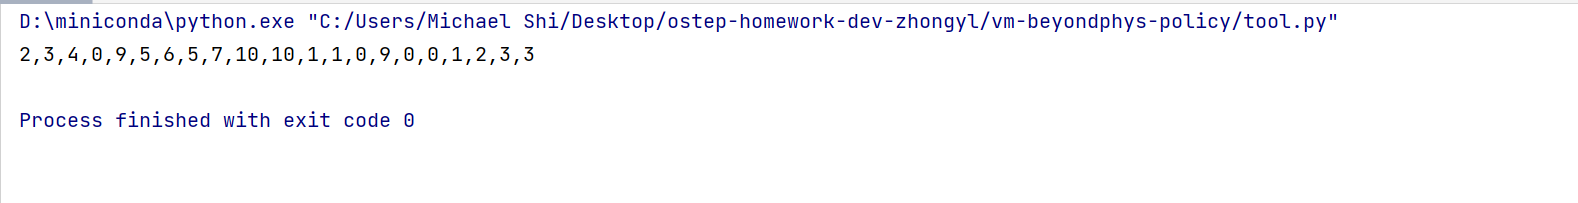 D:\miniconda\python.exe "C:/Users/Michael Shi/Desktop/ostep-homework-dev-zhongyl/vm-beyondphys-policy/tool.py"
2,3,4,0,9,5,6,5,7,10,10,1,1,0,9,0,0,1,2,3,3
Process finished with exit code 0